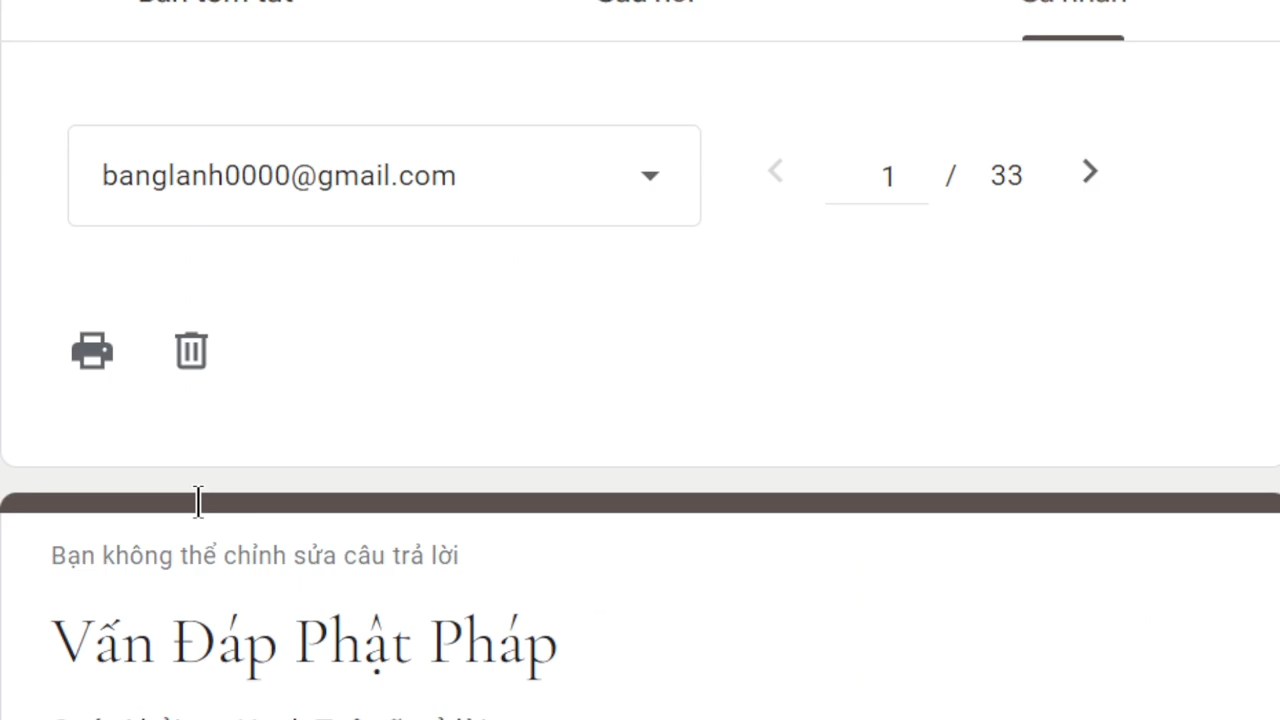 banglanh0000@gmail.com
1 / 33
Bạn không thể chỉnh sửa câu trả lời
Vấn Đáp Phật Pháp